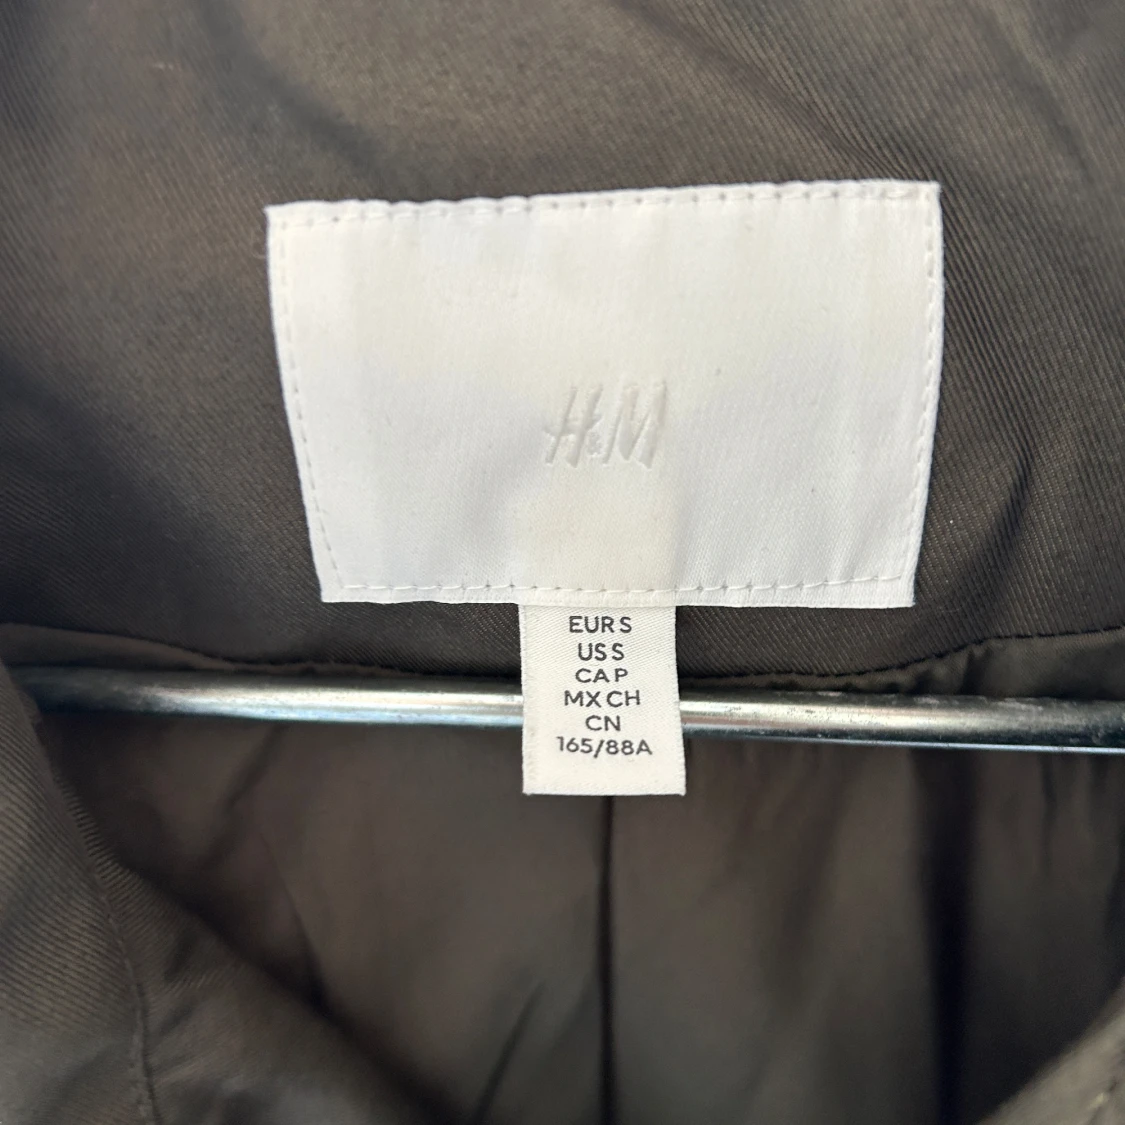 H&M
EUR S
US S
CA P
MX CH
CN
165/88A